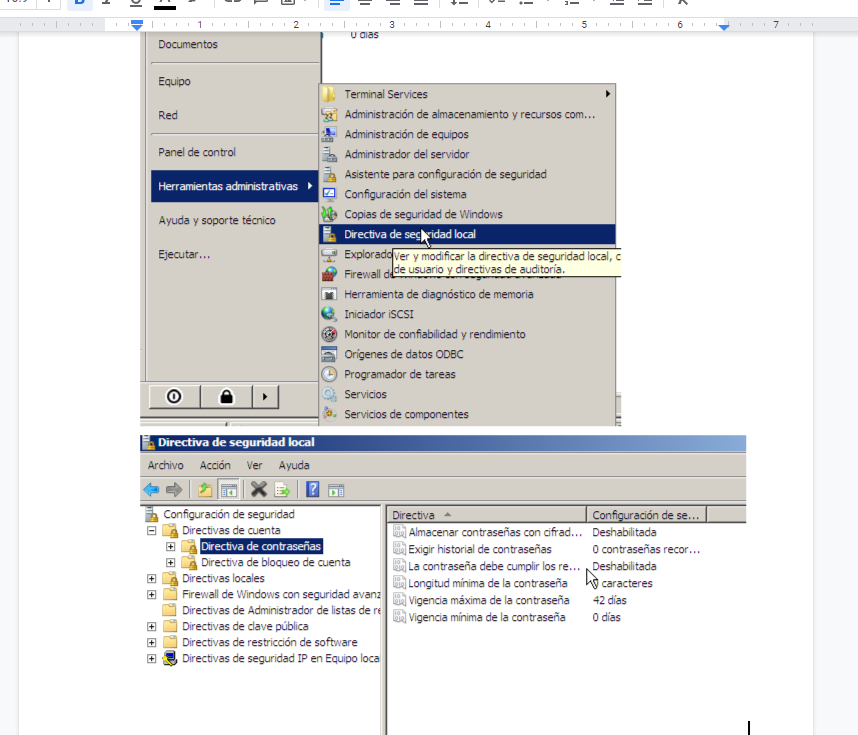 1 2 3 4 5 6 7
Documentos
0 días
Equipo
Red
Panel de control
Herramientas administrativas
Ayuda y soporte técnico
Ejecutar...
Terminal Services
Administración de almacenamiento y recursos com...
Administración de equipos
Administrador del servidor
Asistente para configuración de seguridad
Configuración del sistema
Copias de seguridad de Windows
Directiva de seguridad local
Explorado
Ver y modificar la directiva de seguridad local, c
de usuario y directivas de auditoría.
Firewall de
Herramienta de diagnóstico de memoria
Iniciador iSCSI
Monitor de confiabilidad y rendimiento
Orígenes de datos ODBC
Programador de tareas
Servicios
Servicios de componentes
Directiva de seguridad local
Archivo Acción Ver Ayuda
Configuración de seguridad
Directivas de cuenta
Directiva de contraseñas
Directiva de bloqueo de cuenta
Directivas locales
Firewall de Windows con seguridad avanz
Directivas de Administrador de listas de re
Directivas de clave pública
Directivas de restricción de software
Directivas de seguridad IP en Equipo loca
Directiva Configuración de se...
Almacenar contraseñas con cifrad... Deshabilitada
Exigir historial de contraseñas 0 contraseñas recor...
La contraseña debe cumplir los re... Deshabilitada
Longitud mínima de la contraseña caracteres
Vigencia máxima de la contraseña 42 días
Vigencia mínima de la contraseña 0 días